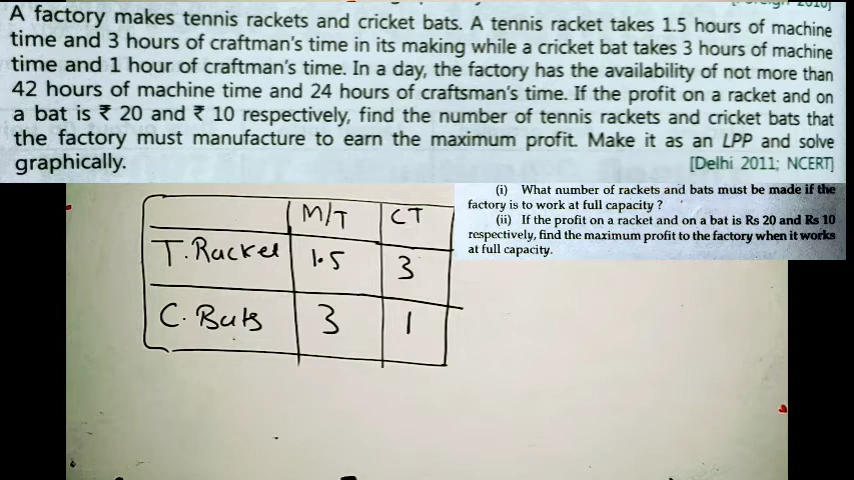 A factory makes tennis rackets and cricket bats. A tennis racket takes 1.5 hours of machine
time and 3 hours of craftman's time in its making while a cricket bat takes 3 hours of machine
time and 1 hour of craftman's time. In a day, the factory has the availability of not more than
42 hours of machine time and 24 hours of craftsman's time. If the profit on a racket and on
a bat is ₹ 20 and ₹ 10 respectively, find the number of tennis rackets and cricket bats that
the factory must manufacture to earn the maximum profit. Make it as an LPP and solve
graphically. [Delhi 2011; NCERT]
(i) What number of rackets and bats must be made if the
factory is to work at full capacity ?
(ii) If the profit on a racket and on a bat is Rs 20 and Rs 10
respectively, find the maximum profit to the factory when it works
at full capacity.
M/T CT
T. Racket 1.5 3
C. Bats 3 1